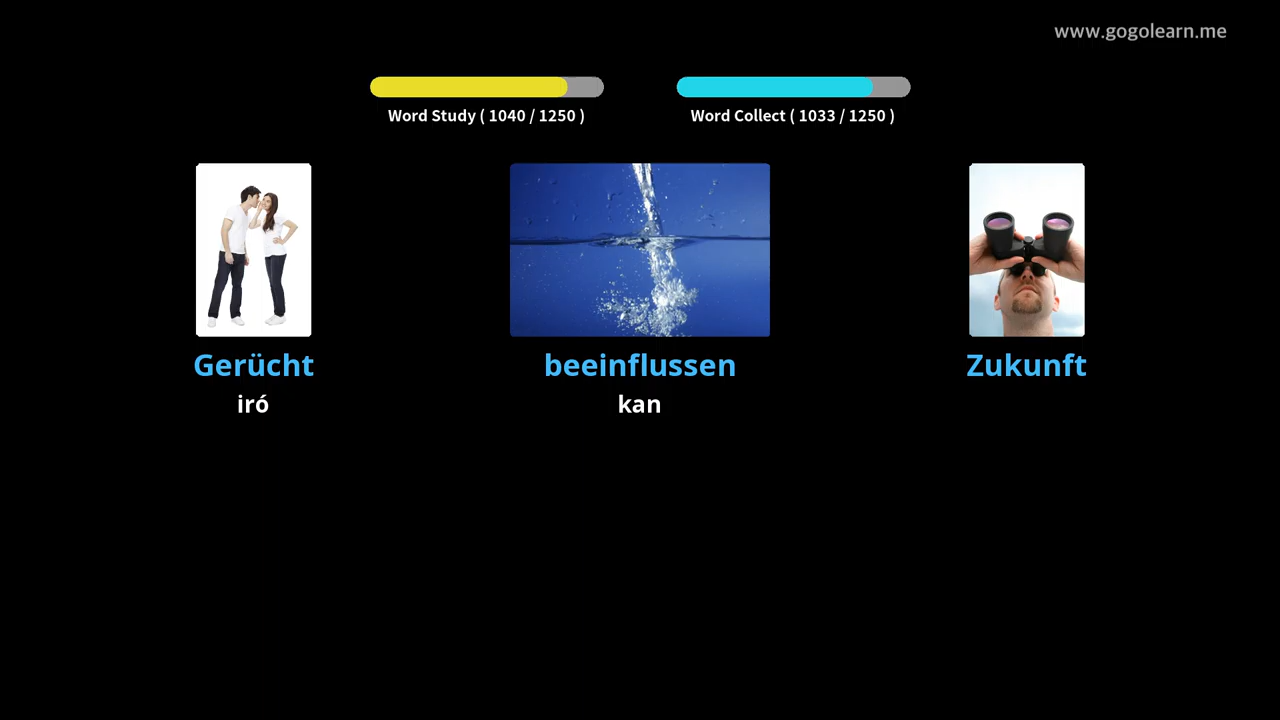 www.gogolearn.me
Word Study ( 1040 / 1250 )
Word Collect ( 1033 / 1250 )
Gerücht
iró
beeinflussen
kan
Zukunft